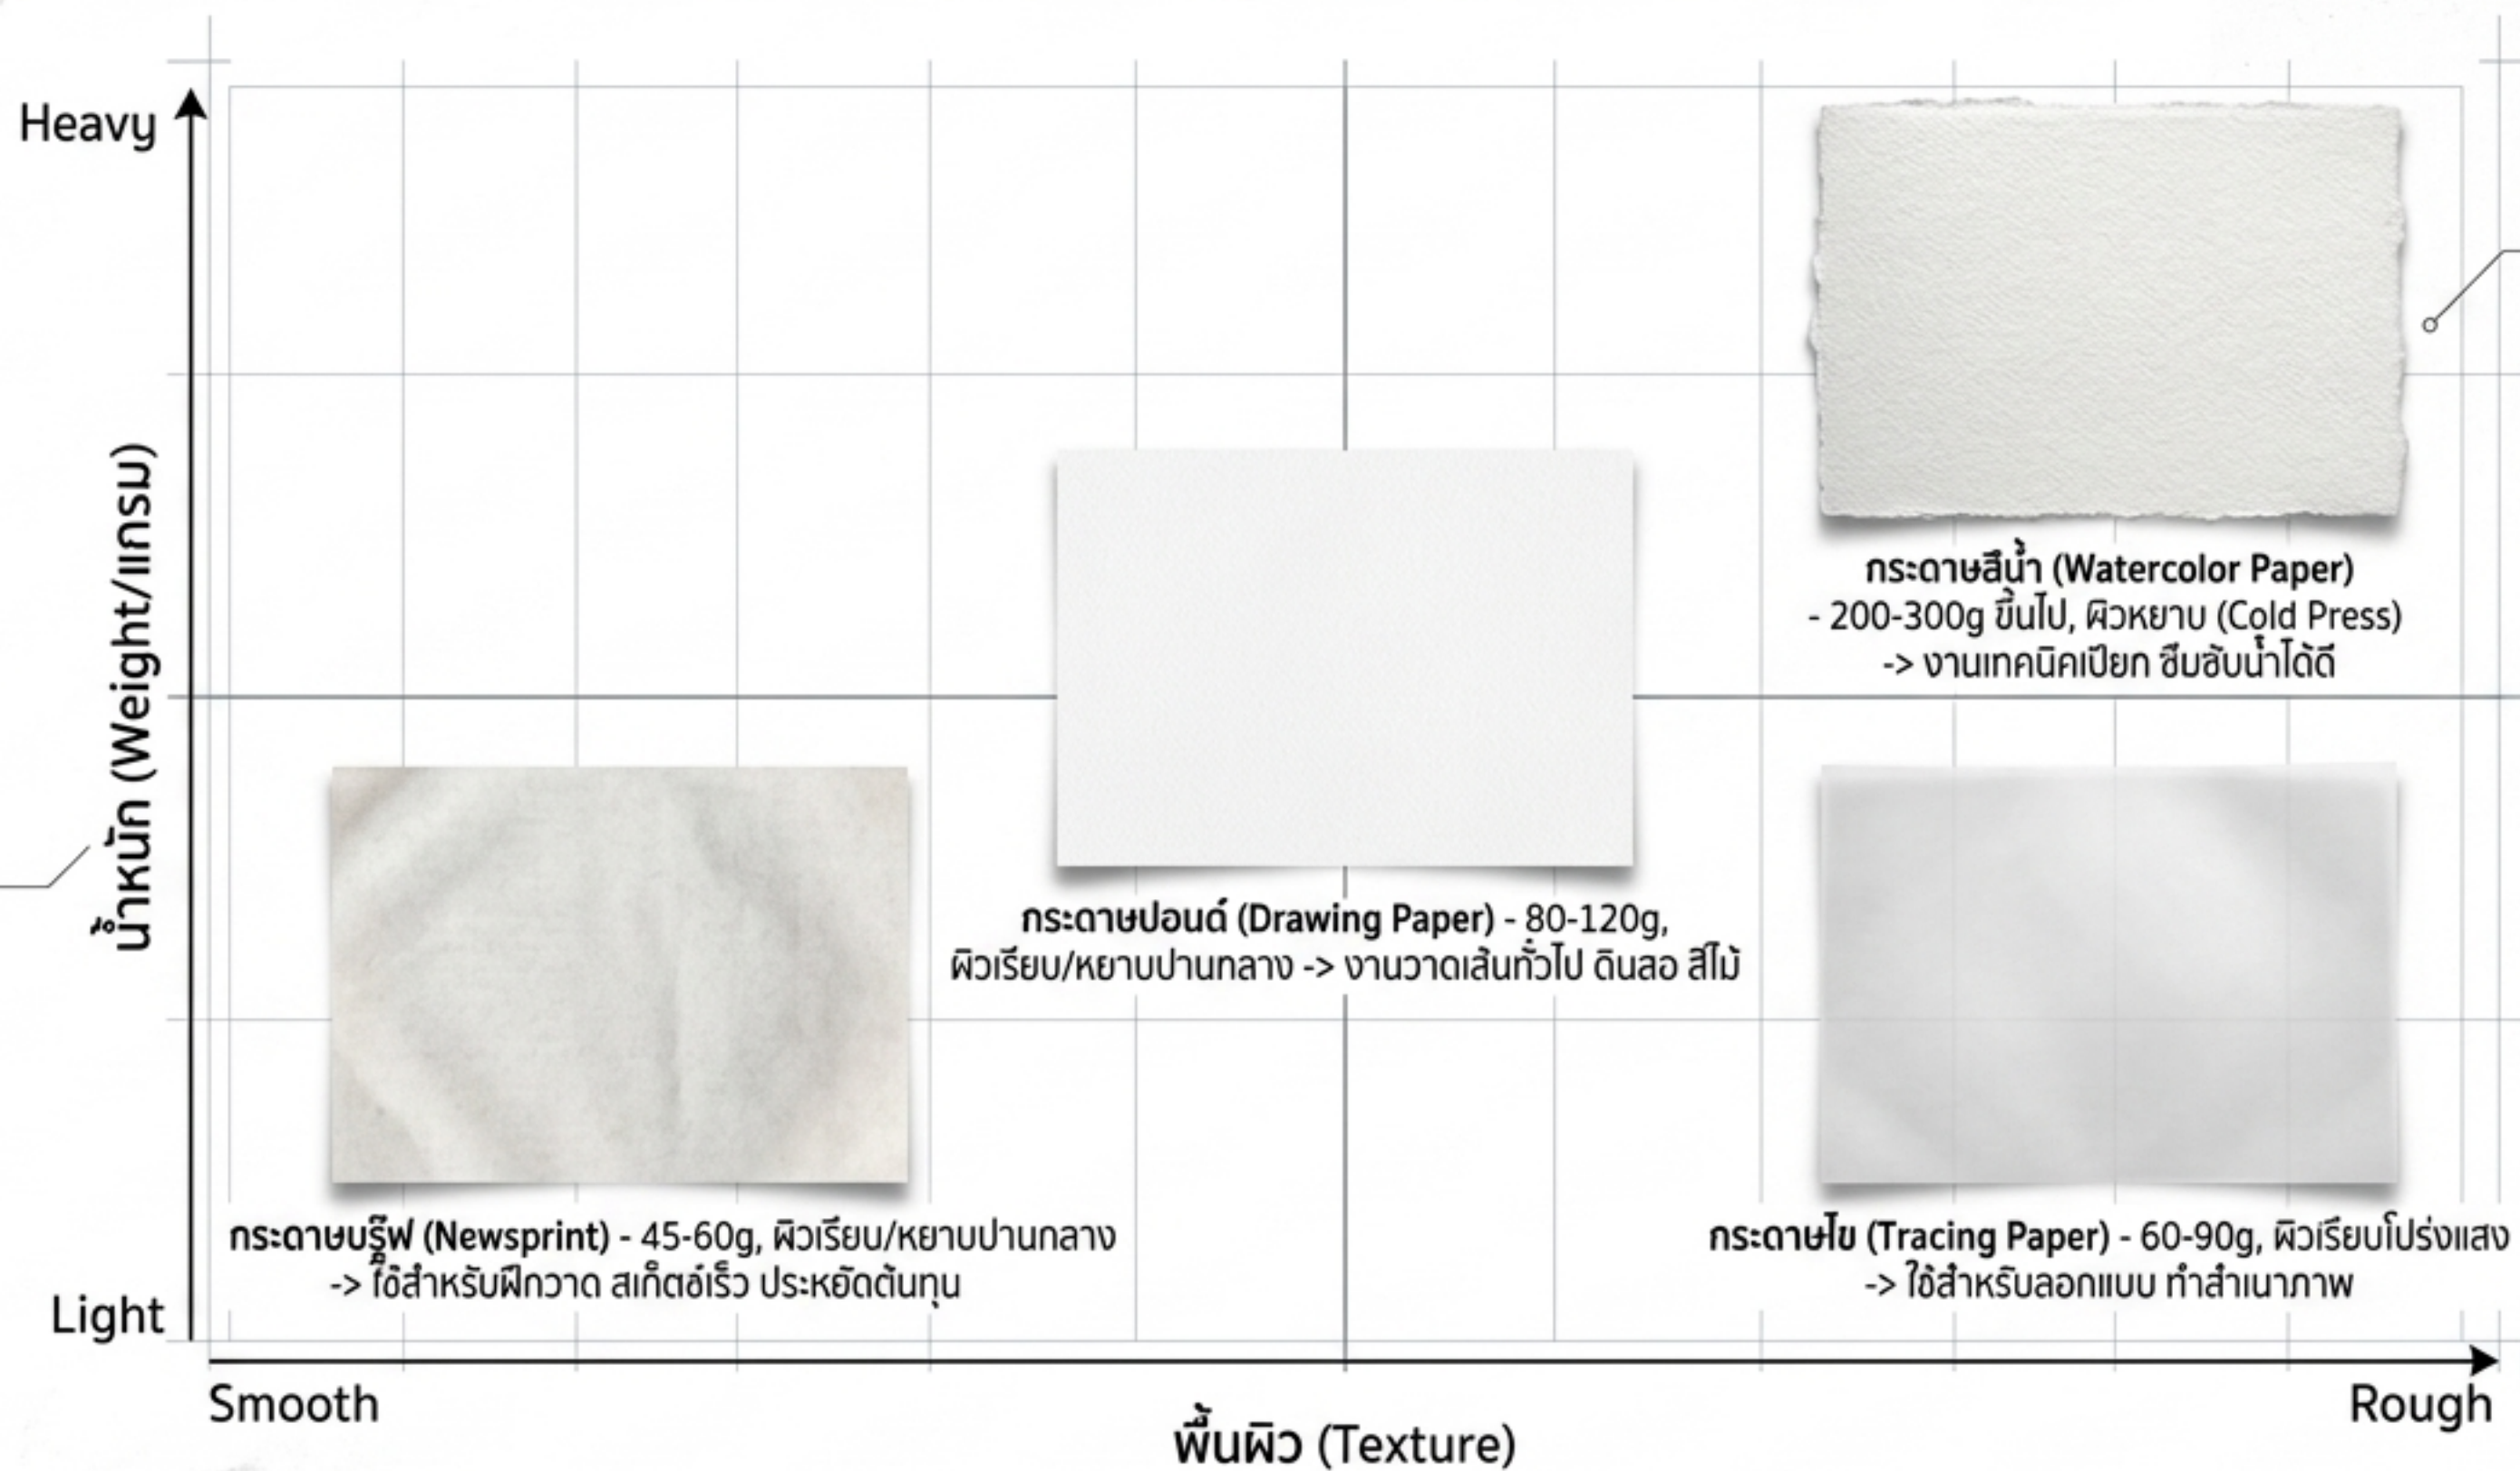 Heavy
น้ำหนัก (Weight/แกรม)
Light
กระดาษสีน้ำ (Watercolor Paper)
- 200-300g ขึ้นไป, ผิวหยาบ (Cold Press)
-> งานเทคนิคเปียก ซึมซับน้ำได้ดี
กระดาษปอนด์ (Drawing Paper) - 80-120g,
ผิวเรียบ/หยาบปานกลาง -> งานวาดเส้นทั่วไป ดินสอ สีไม้
กระดาษบรู๊ฟ (Newsprint) - 45-60g, ผิวเรียบ/หยาบปานกลาง
-> ใช้สำหรับฝึกวาด สเก็ตช์เร็ว ประหยัดต้นทุน
กระดาษไข (Tracing Paper) - 60-90g, ผิวเรียบโปร่งแสง
-> ใช้สำหรับลอกแบบ ทำสำเนาภาพ
Smooth
พื้นผิว (Texture)
Rough